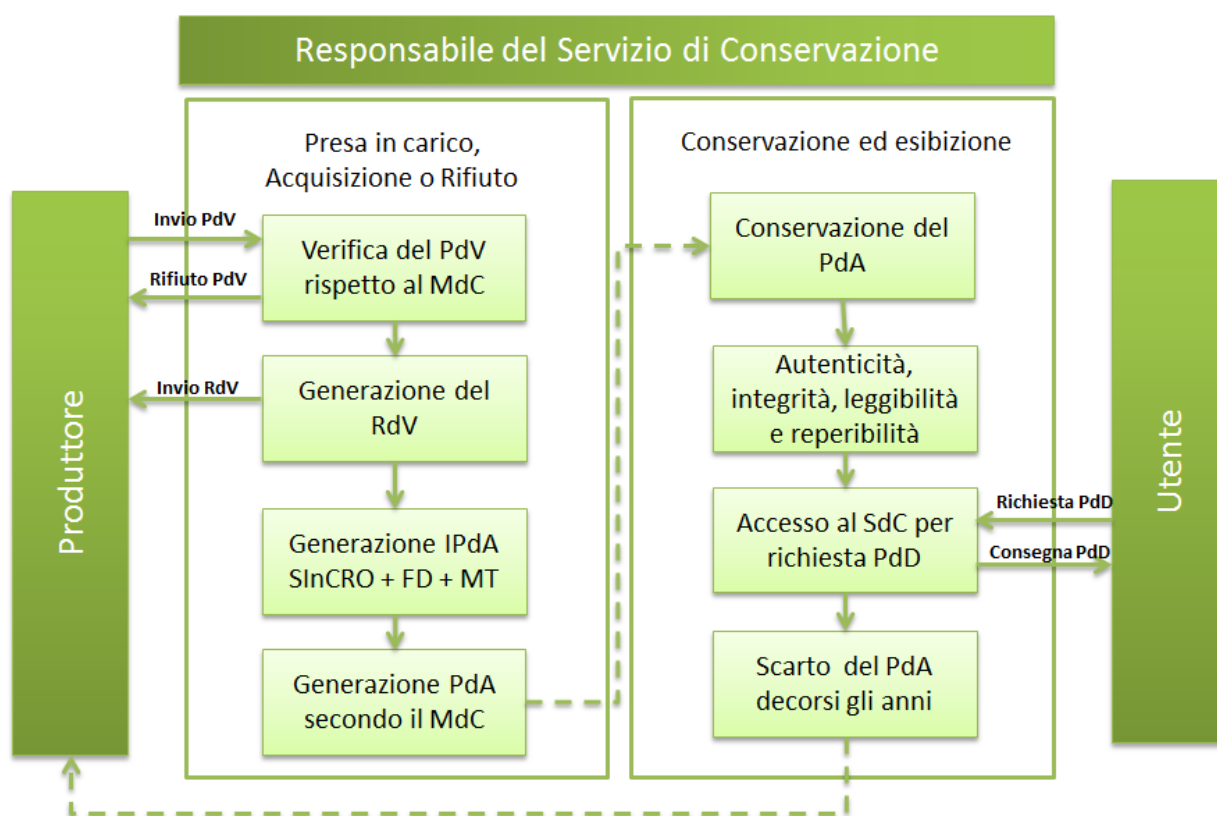 Responsabile del Servizio di Conservazione
Presa in carico,
Acquisizione o Rifiuto
Conservazione ed esibizione
Produttore
Invio PdV
Rifiuto PdV
Verifica del PdV
rispetto al MdC
Invio RdV
Generazione del
RdV
Generazione IPdA
SInCRO + FD + MT
Generazione PdA
secondo il MdC
Conservazione del
PdA
Autenticità,
integrità, leggibilità
e reperibilità
Accesso al SdC per
richiesta PdD
Richiesta PdD
Consegna PdD
Scarto del PdA
decorsi gli anni
Utente